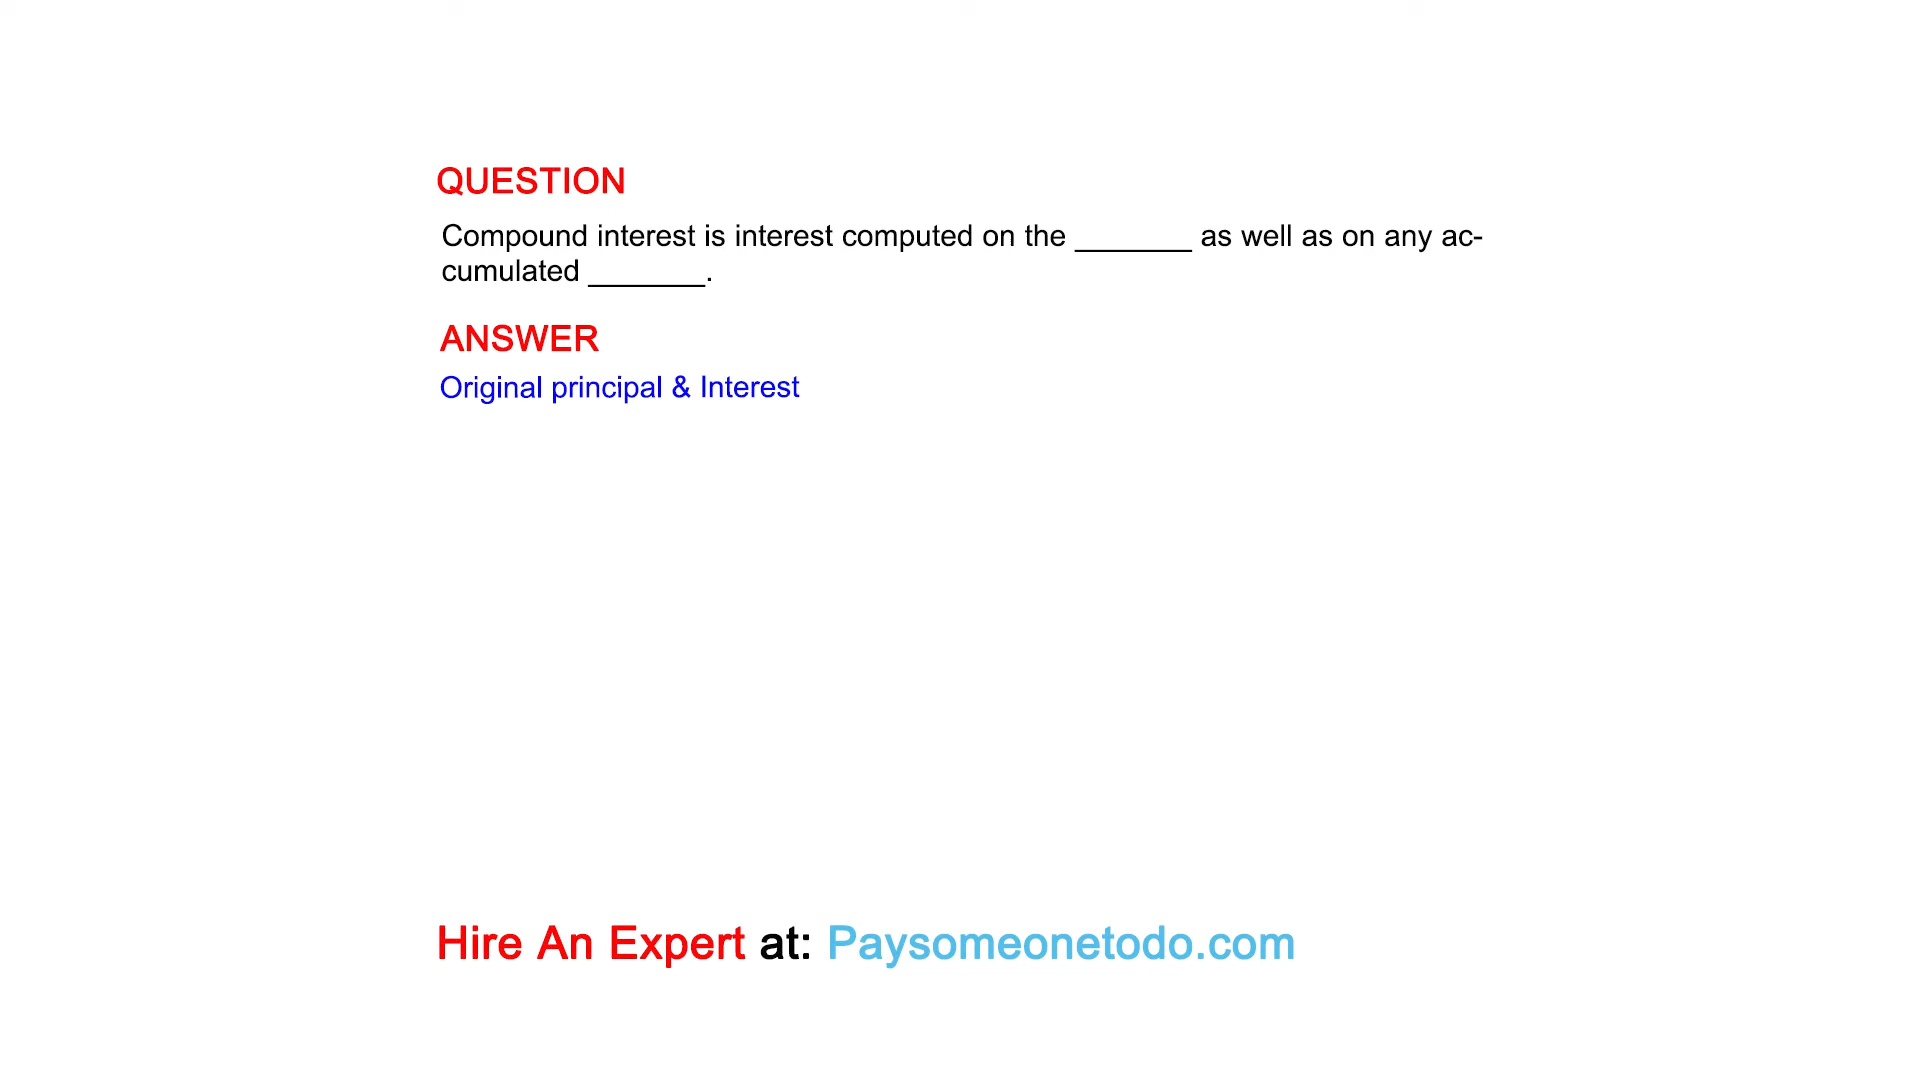 QUESTION
Compound interest is interest computed on the _______ as well as on any ac-
cumulated _______.
ANSWER
Original principal & Interest
Hire An Expert at: Paysomeonetodo.com